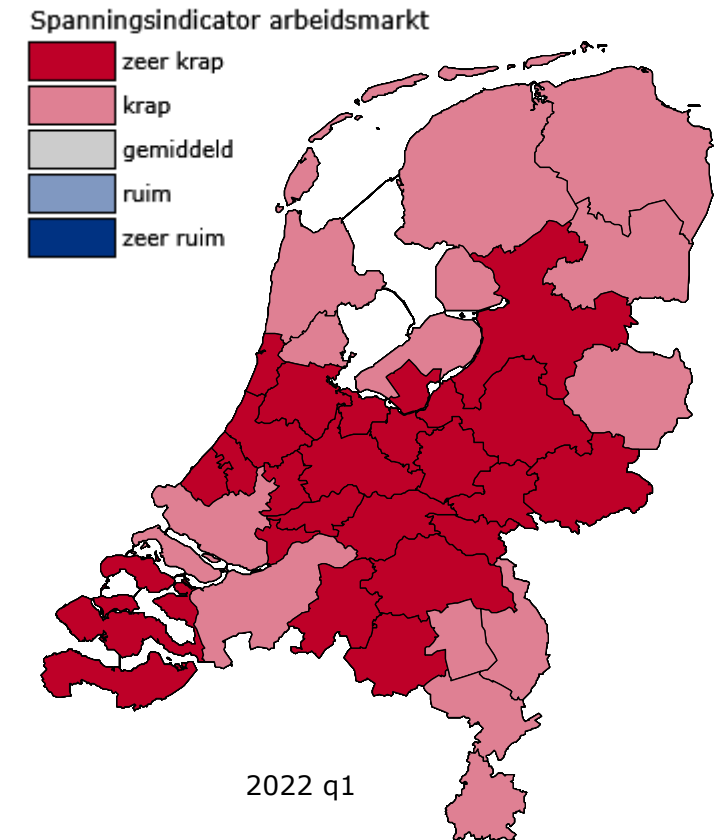 Spanningsindicator arbeidsmarkt
zeer krap
krap
gemiddeld
ruim
zeer ruim
2022 q1